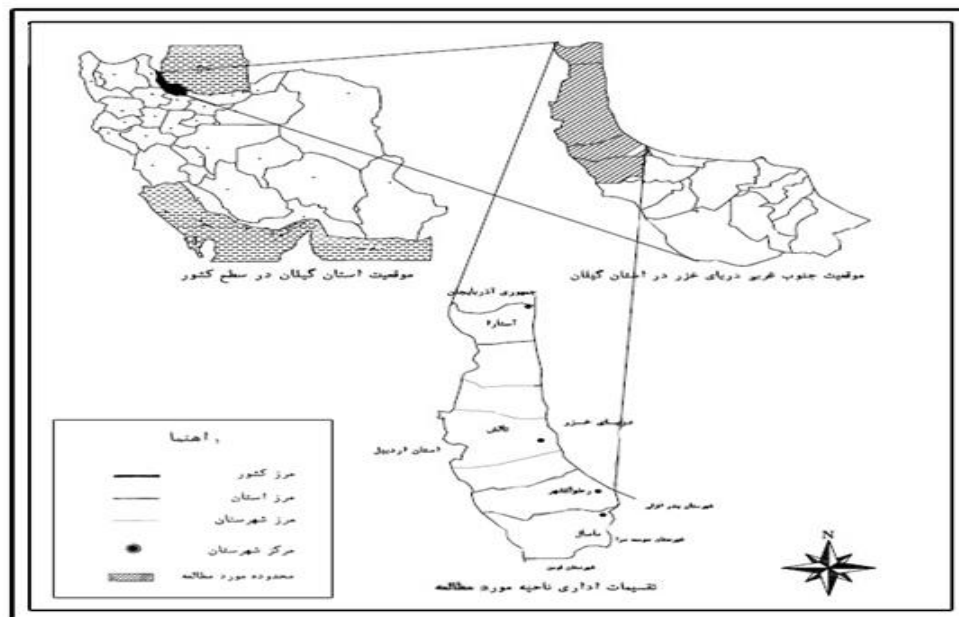 موقعیت استان گیلان در سطح کشور
موقعیت جنوب غربی دریای خزر در استان گیلان
جمهوری آذربایجان
آستارا
تالش
دریای خزر
استان اردبیل
رضوانشهر
شهرستان بندر انزلی
ماسال
شهرستان صومعه سرا
شهرستان فومن
تقسیمات اداری ناحیه مورد مطالعه
راهنما
مرز کشور
مرز استان
مرز شهرستان
مرکز شهرستان
محدوده مورد مطالعه
N